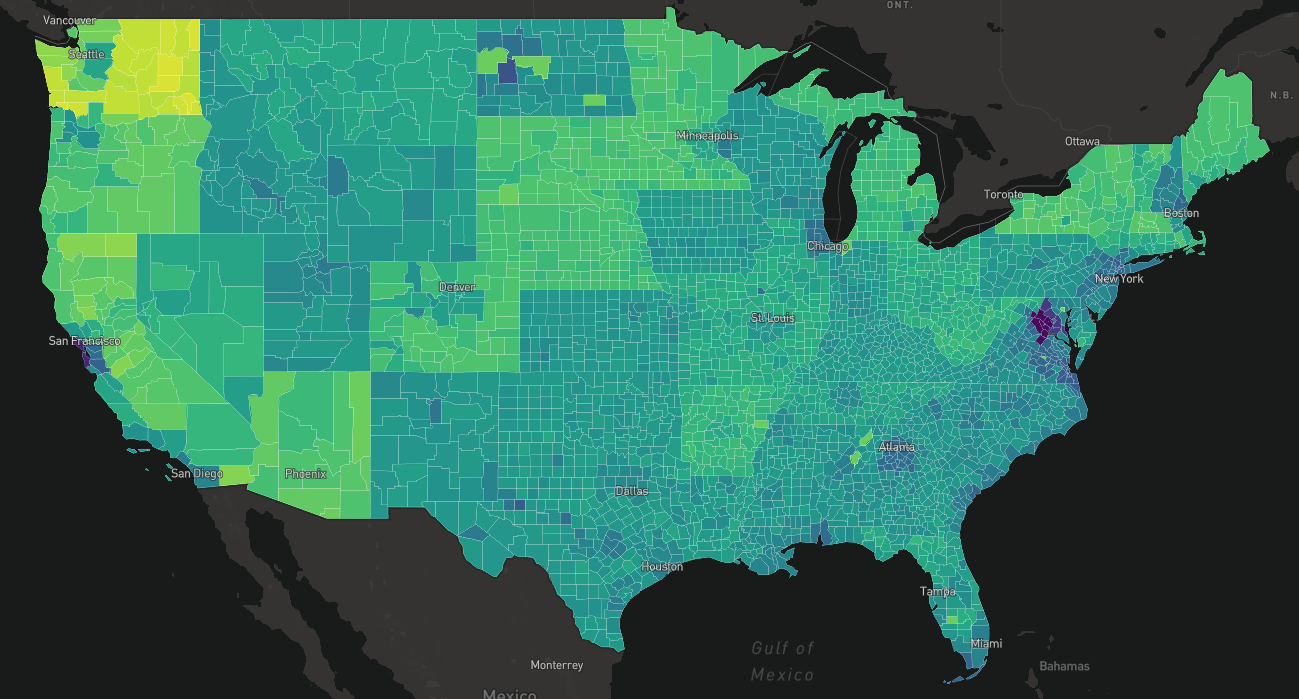 ONT.
Vancouver
Seattle
N.B.
Minneapolis
Ottawa
Toronto
Boston
Chicago
New York
Denver
St. Louis
San Francisco
Atlanta
San Diego
Phoenix
Dallas
Houston
Tampa
Miami
Gulf of
Mexico
Monterrey
Bahamas
Mexico